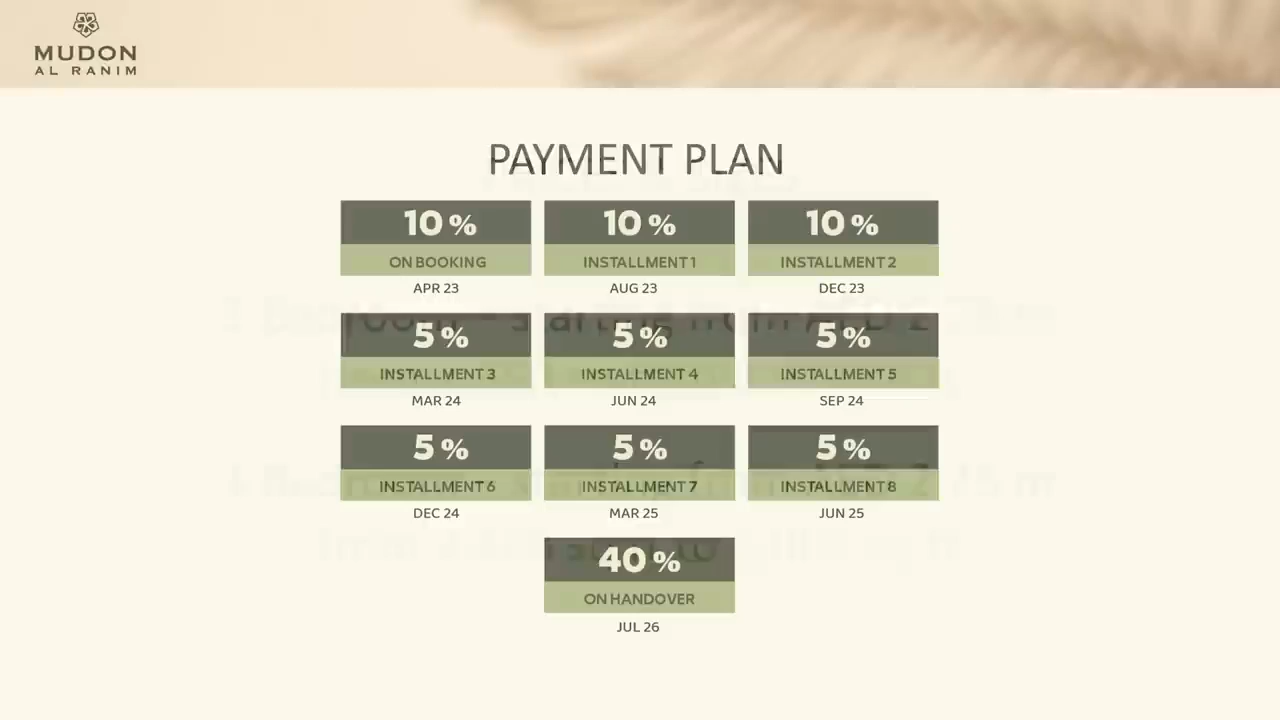 MUDON
AL RANIM
PAYMENT PLAN
10 % 10 % 10 %
ON BOOKING INSTALLMENT 1 INSTALLMENT 2
APR 23 AUG 23 DEC 23
5 % 5 % 5 %
INSTALLMENT 3 INSTALLMENT 4 INSTALLMENT 5
MAR 24 JUN 24 SEP 24
5 % 5 % 5 %
INSTALLMENT 6 INSTALLMENT 7 INSTALLMENT 8
DEC 24 MAR 25 JUN 25
40 %
ON HANDOVER
JUL 26